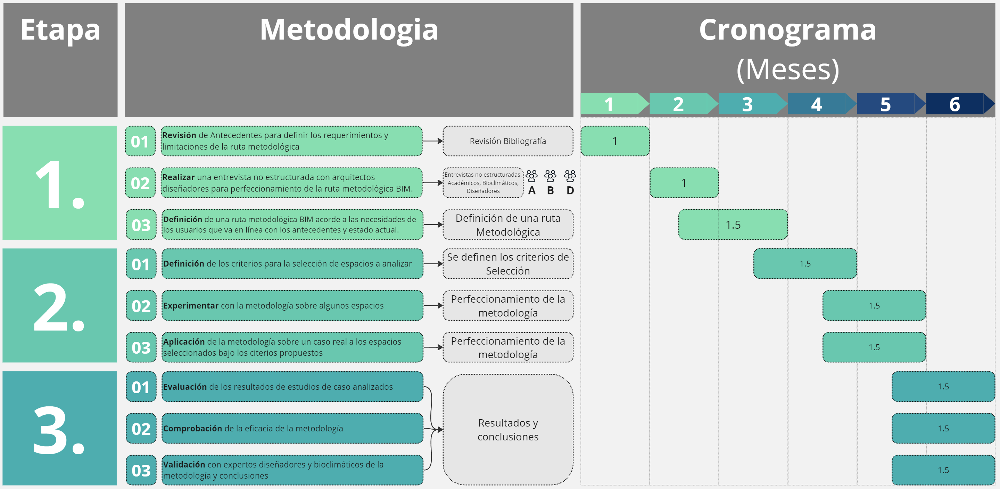 Etapa
Metodologia
Cronograma
(Meses)
1
2
3
4
5
6
1.
01
Revisión de Antecedentes para definir los requerimientos y
limitaciones de la ruta metodológica
Revisión Bibliografía
1
02
Realizar una entrevista no estructurada con arquitectos
diseñadores para perfeccionamiento de la ruta metodológica BIM.
Entrevistas no estructuradas,
Académicos, Bioclimáticos,
Diseñadores
A B D
1
03
Definición de una ruta metodológica BIM acorde a las necesidades de
los usuarios que va en línea con los antecedentes y estado actual.
Definición de una ruta
Metodológica
1.5
2.
01
Definición de los criterios para la selección de espacios a analizar
Se definen los criterios de
Selección
1.5
02
Experimentar con la metodología sobre algunos espacios
Perfeccionamiento de la
metodología
1.5
03
Aplicación de la metodología sobre un caso real a los espacios
seleccionados bajo los citerios propuestos
Perfeccionamiento de la
metodología
1.5
3.
01
Evaluación de los resultados de estudios de caso analizados
1.5
02
Comprobación de la eficacia de la metodología
Resultados y
conclusiones
1.5
03
Validación con expertos diseñadores y bioclimáticos de la
metodología y conclusiones
1.5